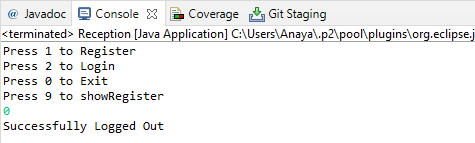 @ Javadoc Console Coverage Git Staging
<terminated> Reception [Java Application] C:\Users\Anaya\.p2\pool\plugins\org.eclipse.j
Press 1 to Register
Press 2 to Login
Press 0 to Exit
Press 9 to showRegister
0
Successfully Logged Out